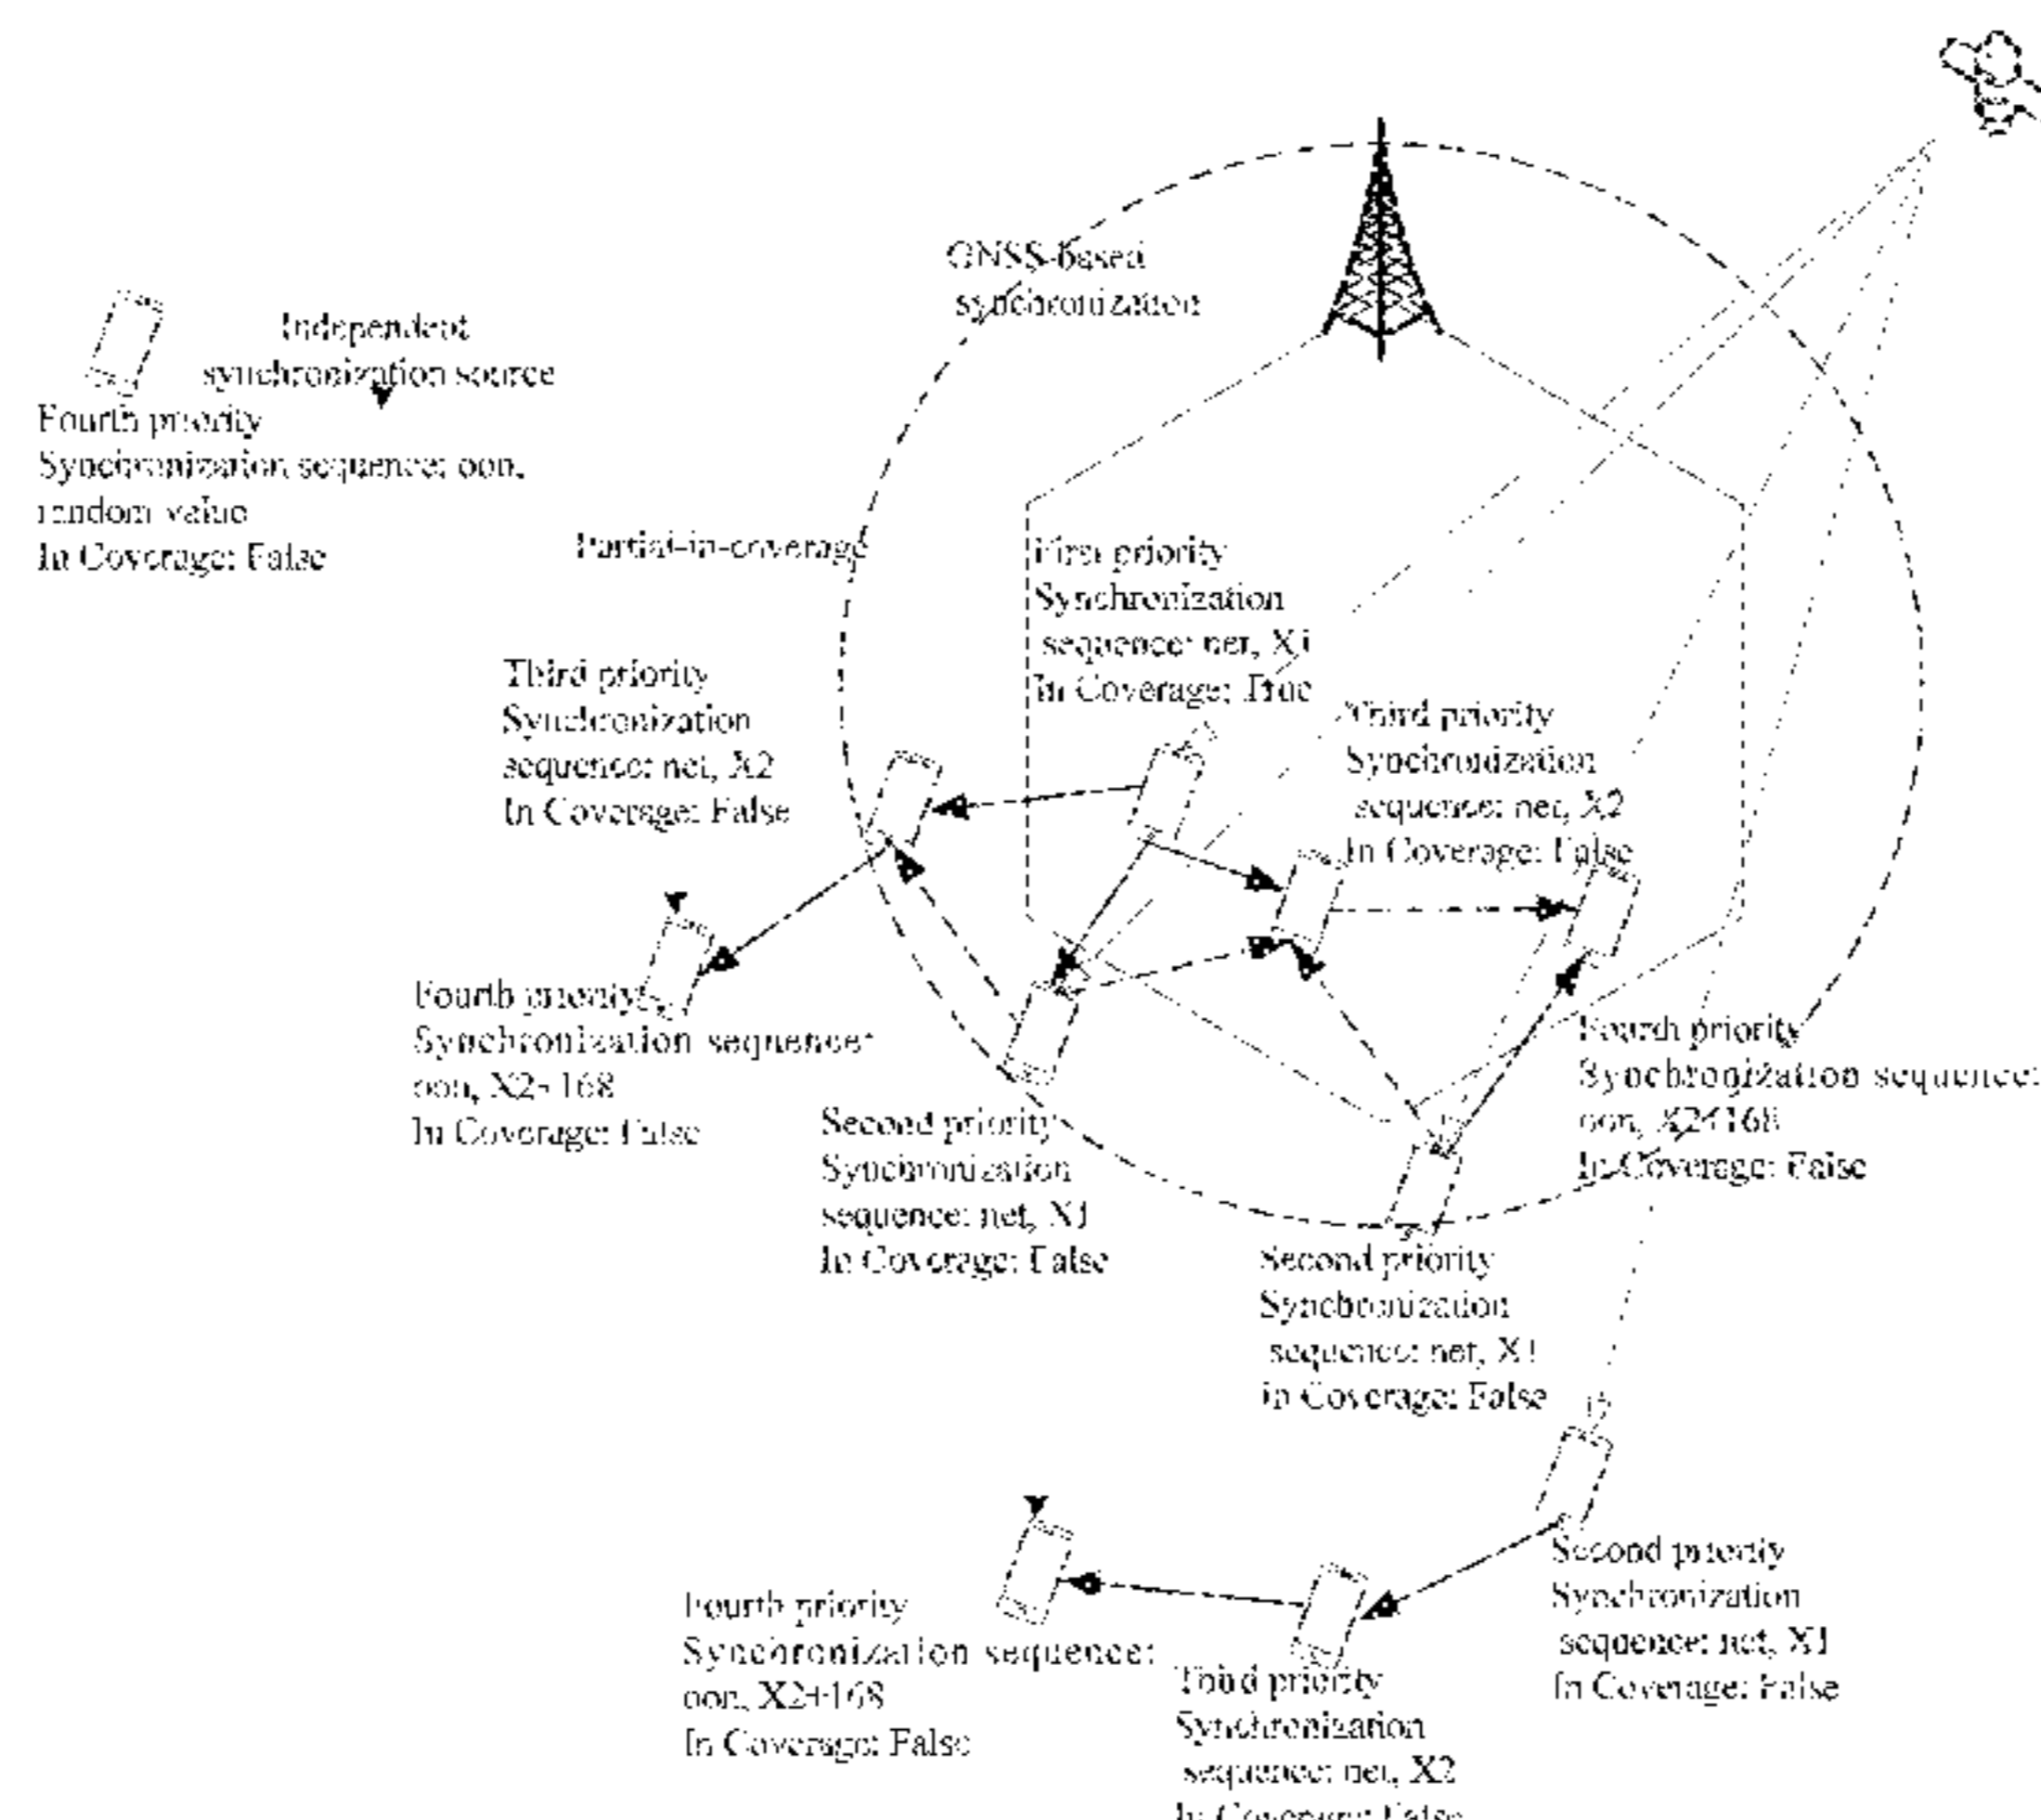 GNSS-based
synchronization
Independent
synchronization source
Fourth priority
Synchronization sequence: oon,
random value
In Coverage: False
Partial-in-coverage
First priority
Synchronization
sequence: net, X1
In Coverage: True
Third priority
Synchronization
sequence: net, X2
In Coverage: False
Third priority
Synchronization
sequence: net, X2
In Coverage: False
Fourth priority
Synchronization sequence:
oon, X2+168
In Coverage: False
Fourth priority
Synchronization sequence:
oon, X2+168
In Coverage: False
Second priority
Synchronization
sequence: net, X1
In Coverage: False
Second priority
Synchronization
sequence: net, X1
in Coverage: False
Second priority
Synchronization
sequence: net, X1
In Coverage: False
Fourth priority
Synchronization sequence:
oon, X2+168
In Coverage: False
Third priority
Synchronization
sequence: net, X2
In Coverage: False